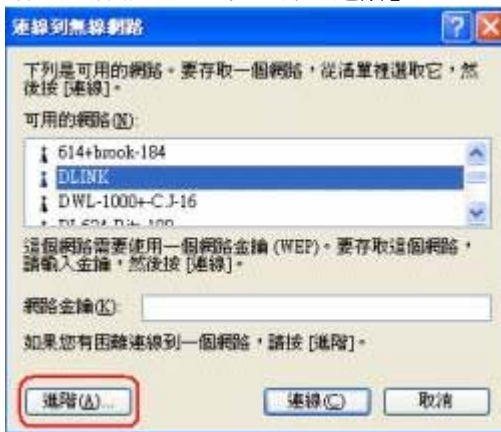 連線到無線網路
下列是可用的網路。要存取一個網路，從清單裡選取它，然
後按 [連線]。
可用的網路(N):
614+brook-184
DLINK
DWL-1000+-CJ-16
這個網路需要使用一個網路金鑰 (WEP)。要存取這個網路，
請輸入金鑰，然後按 [連線]。
網路金鑰(K):
如果您有困難連線到一個網路，請按 [進階]。
進階(A)...
連線(C)
取消